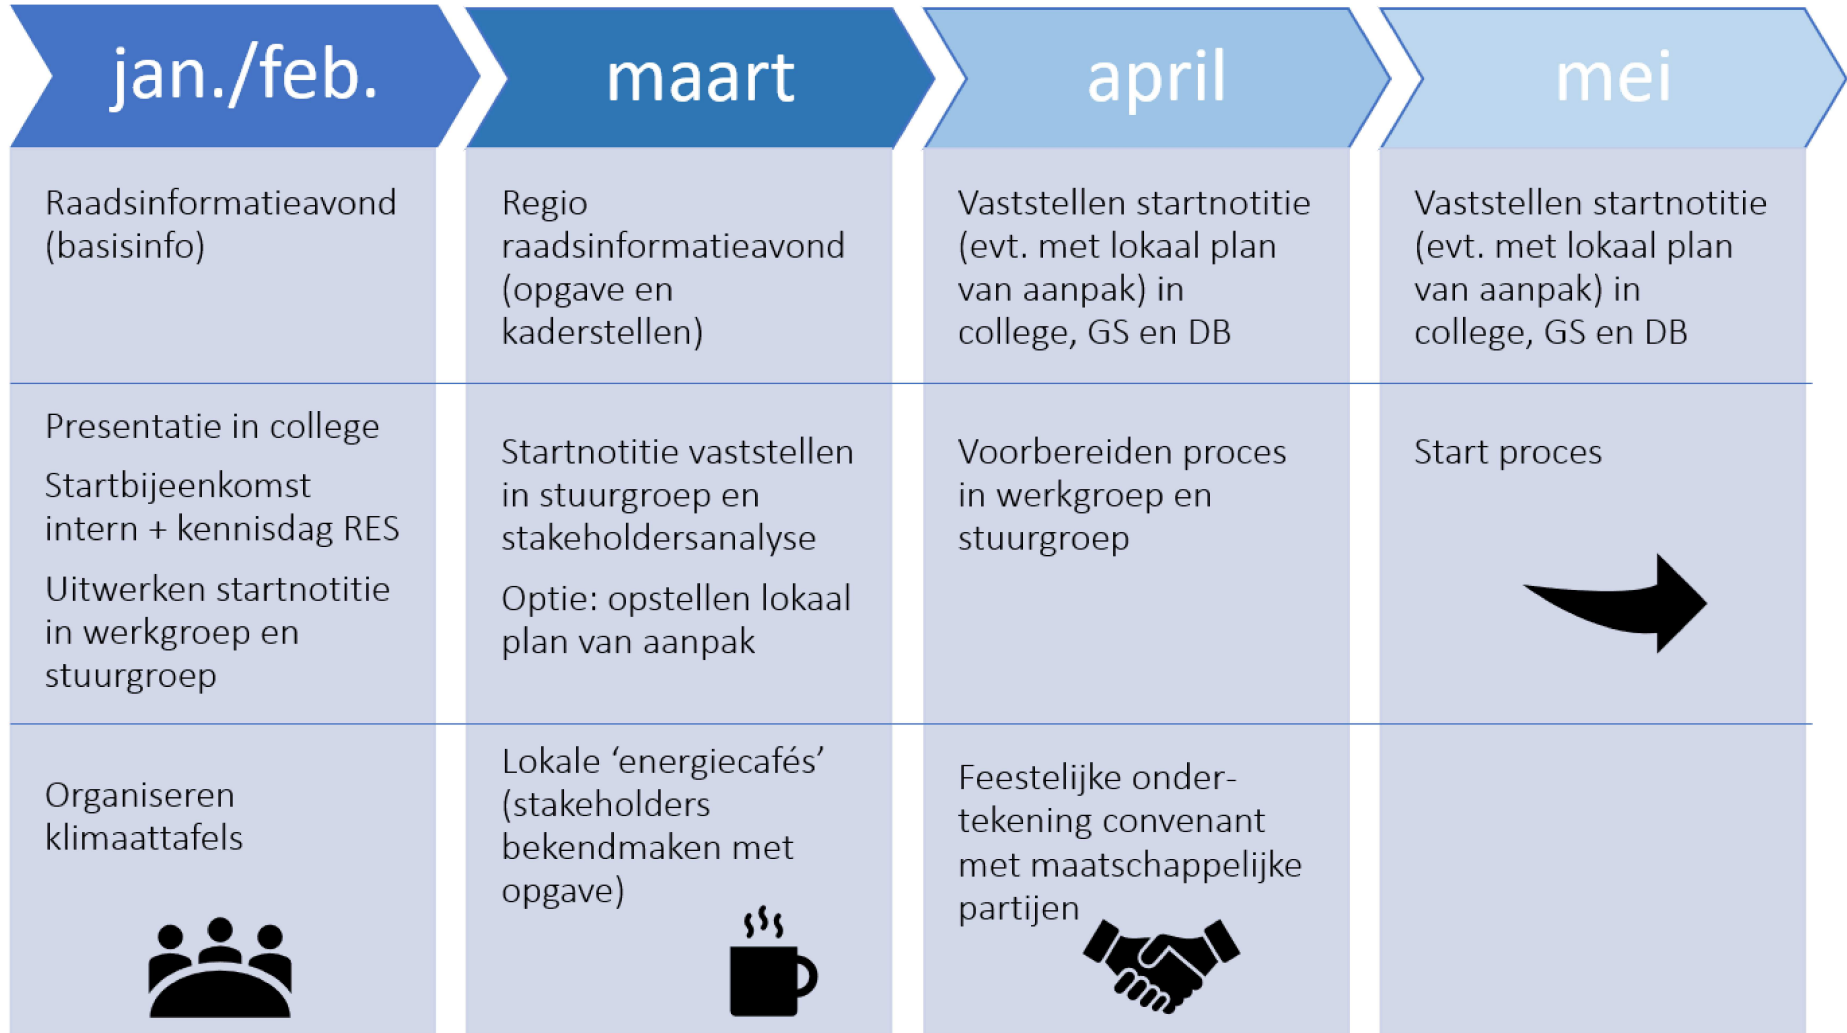 jan./feb.
maart
april
mei
Raadsinformatieavond
(basisinfo)
Regio
raadsinformatieavond
(opgave en
kaderstellen)
Vaststellen startnotitie
(evt. met lokaal plan
van aanpak) in
college, GS en DB
Vaststellen startnotitie
(evt. met lokaal plan
van aanpak) in
college, GS en DB
Presentatie in college
Startbijeenkomst
intern + kennisdag RES
Uitwerken startnotitie
in werkgroep en
stuurgroep
Startnotitie vaststellen
in stuurgroep en
stakeholdersanalyse
Optie: opstellen lokaal
plan van aanpak
Voorbereiden proces
in werkgroep en
stuurgroep
Start proces
Organiseren
klimaattafels
Lokale ‘energiecafés’
(stakeholders
bekendmaken met
opgave)
Feestelijke onder-
tekening convenant
met maatschappelijke
partijen